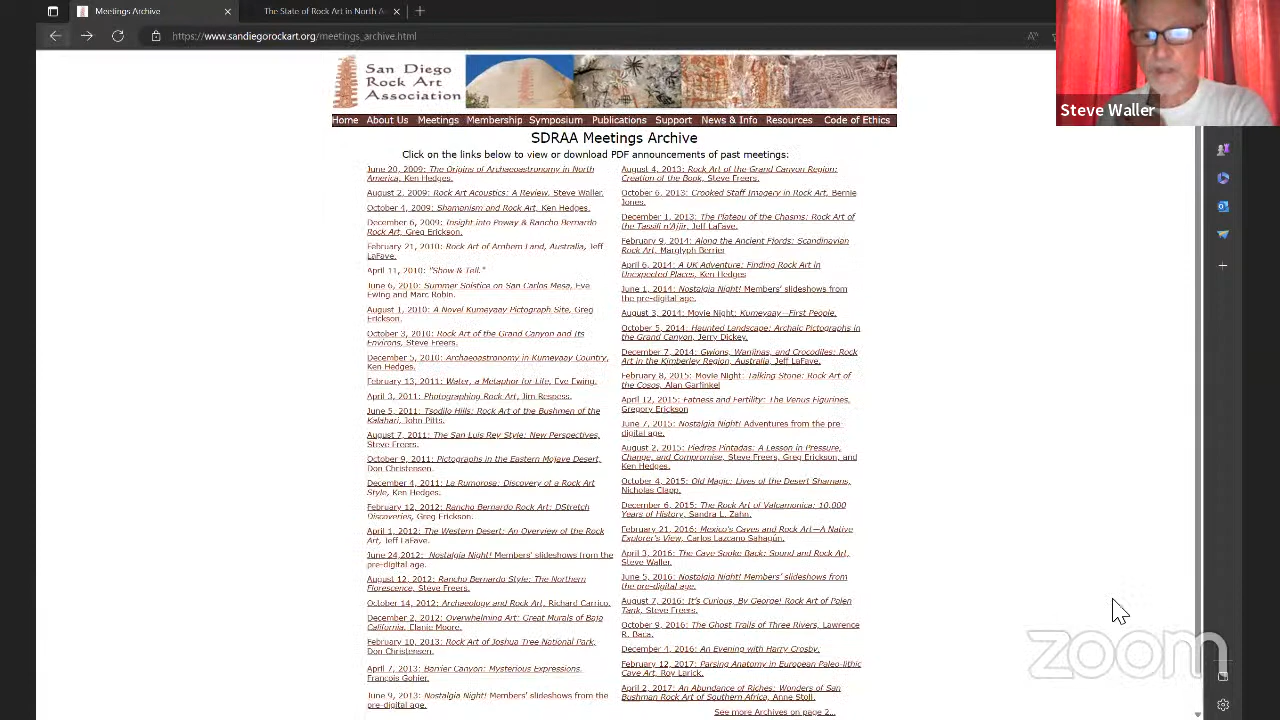 Meetings Archive
The State of Rock Art in North A
https://www.sandiegorockart.org/meetings_archive.html
San Diego
Rock Art
Association
Home About Us Meetings Membership Symposium Publications Support News & Info Resources Code of Ethics
SDRAA Meetings Archive
Click on the links below to view or download PDF announcements of past meetings:
June 20, 2009: The Origins of Archaeoastronomy in North
America, Ken Hedges.
August 2, 2009: Rock Art Acoustics: A Review, Steve Waller.
October 4, 2009: Shamanism and Rock Art, Ken Hedges.
December 6, 2009: Insight into Poway & Rancho Bernardo
Rock Art, Greg Erickson.
February 21, 2010: Rock Art of Arnhem Land, Australia, Jeff
LaFave.
April 11, 2010: "Show & Tell."
June 6, 2010: Summer Solstice on San Carlos Mesa, Eve
Ewing and Marc Robin.
August 1, 2010: A Novel Kumeyaay Pictograph Site, Greg
Erickson.
October 3, 2010: Rock Art of the Grand Canyon and Its
Environs, Steve Freers.
December 5, 2010: Archaeoastronomy in Kumeyaay Country,
Ken Hedges.
February 13, 2011: Water, a Metaphor for Life, Eve Ewing.
April 3, 2011: Photographing Rock Art, Jim Respess.
June 5, 2011: Tsodilo Hills: Rock Art of the Bushmen of the
Kalahari, John Pitts.
August 7, 2011: The San Luis Rey Style: New Perspectives,
Steve Freers.
October 9, 2011: Pictographs in the Eastern Mojave Desert,
Don Christensen.
December 4, 2011: La Rumorosa: Discovery of a Rock Art
Style, Ken Hedges.
February 12, 2012: Rancho Bernardo Rock Art: DStretch
Discoveries, Greg Erickson.
April 1, 2012: The Western Desert: An Overview of the Rock
Art, Jeff LaFave.
June 24,2012: Nostalgia Night! Members' slideshows from the
pre-digital age.
August 12, 2012: Rancho Bernardo Style: The Northern
Florescence, Steve Freers.
October 14, 2012: Archaeology and Rock Art, Richard Carrico.
December 2, 2012: Overwhelming Art: Great Murals of Baja
California, Elanie Moore.
February 10, 2013: Rock Art of Joshua Tree National Park,
Don Christensen.
April 7, 2013: Barrier Canyon: Mysterious Expressions,
François Gohier.
June 9, 2013: Nostalgia Night! Members' slideshows from the
pre-digital age.
August 4, 2013: Rock Art of the Grand Canyon Region:
Creation of the Book, Steve Freers.
October 6, 2013: Crooked Staff Imagery in Rock Art, Bernie
Jones.
December 1, 2013: The Plateau of the Chasms: Rock Art of
the Tassili n'Ajjir, Jeff LaFave.
February 9, 2014: Along the Ancient Fjords: Scandinavian
Rock Art, Marglyph Berrier
April 6, 2014: A UK Adventure: Finding Rock Art in
Unexpected Places, Ken Hedges
June 1, 2014: Nostalgia Night! Members' slideshows from
the pre-digital age.
August 3, 2014: Movie Night: Kumeyaay—First People.
October 5, 2014: Haunted Landscape: Archaic Pictographs in
the Grand Canyon, Jerry Dickey.
December 7, 2014: Gwions, Wanjinas, and Crocodiles: Rock
Art in the Kimberley Region, Australia, Jeff LaFave.
February 8, 2015: Movie Night: Talking Stone: Rock Art of
the Cosos, Alan Garfinkel
April 12, 2015: Fatness and Fertility: The Venus Figurines,
Gregory Erickson
June 7, 2015: Nostalgia Night! Adventures from the pre-
digital age.
August 2, 2015: Piedras Pintadas: A Lesson in Pressure,
Change, and Compromise, Steve Freers, Greg Erickson, and
Ken Hedges.
October 4, 2015: Old Magic: Lives of the Desert Shamans,
Nicholas Clapp.
December 6, 2015: The Rock Art of Valcamonica: 10,000
Years of History, Sandra L. Zahn.
February 21, 2016: Mexico's Caves and Rock Art—A Native
Explorer's View, Carlos Lazcano Sahagún.
April 3, 2016: The Cave Spoke Back: Sound and Rock Art,
Steve Waller.
June 5, 2016: Nostalgia Night! Members' slideshows from
the pre-digital age.
August 7, 2016: It's Curious, By George! Rock Art of Palen
Tank, Steve Freers.
October 9, 2016: The Ghost Trails of Three Rivers, Lawrence
R. Baca.
December 4, 2016: An Evening with Harry Crosby.
February 12, 2017: Parsing Anatomy in European Paleo-lithic
Cave Art, Roy Larick.
April 2, 2017: An Abundance of Riches: Wonders of San
Bushman Rock Art of Southern Africa, Anne Stoll.
See more Archives on page 2...
Steve Waller
zoom